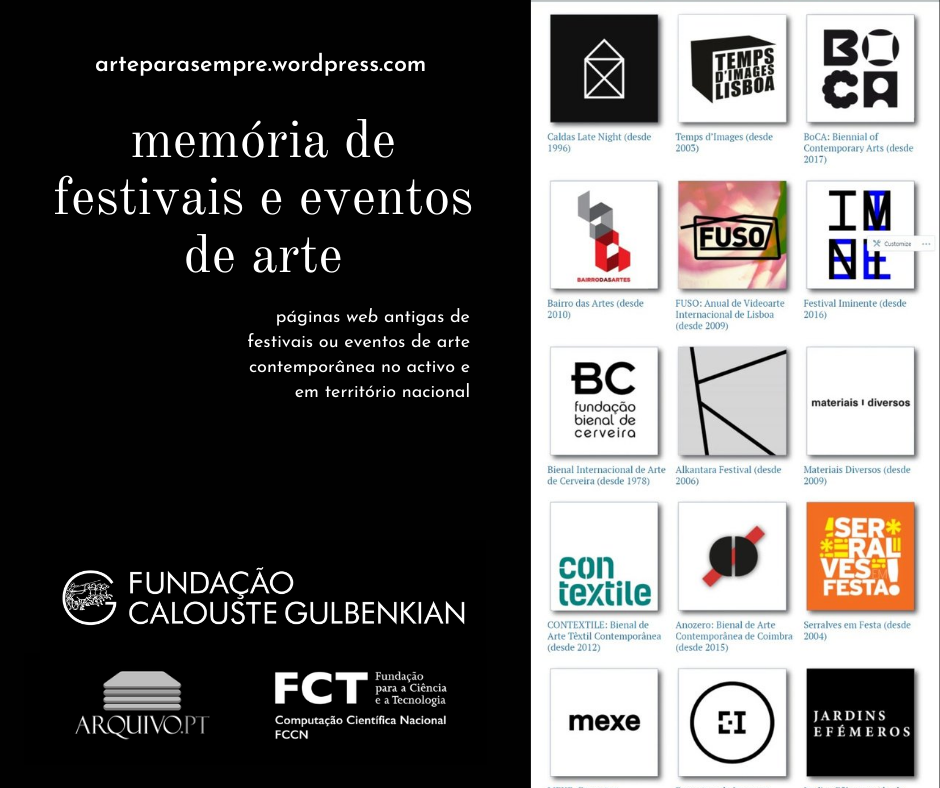 arteparasempre.wordpress.com
memória de
festivais e eventos
de arte
páginas web antigas de
festivais ou eventos de arte
contemporânea no activo e
em território nacional
FUNDAÇÃO
CALOUSTE GULBENKIAN
ARQUIVO.PT
FCT
Fundação
para a Ciência
e a Tecnologia
Computação Científica Nacional
FCCN
Caldas Late Night (desde
1996)
TEMPS
D'IMAGES
LISBOA
Temps d'Images (desde
2003)
BOCA
BoCA: Biennial of
Contemporary Arts (desde
2017)
BAIRRODASARTES
Bairro das Artes (desde
2010)
FUSO
FUSO: Anual de Videoarte
Internacional de Lisboa
(desde 2009)
IMI
NENTE
Customize
Festival Iminente (desde
2016)
BC
fundação
bienal de
cerveira
Bienal Internacional de Arte
de Cerveira (desde 1978)
Alkantara Festival (desde
2006)
materiais diversos
Materiais Diversos (desde
2009)
con
textile
CONTEXTILE: Bienal de
Arte Têxtil Contemporânea
(desde 2012)
Anozero: Bienal de Arte
Contemporânea de Coimbra
(desde 2015)
SER
RAL
VES EM
FESTA!
Serralves em Festa (desde
2004)
mexe
JARDINS
EFÉMEROS